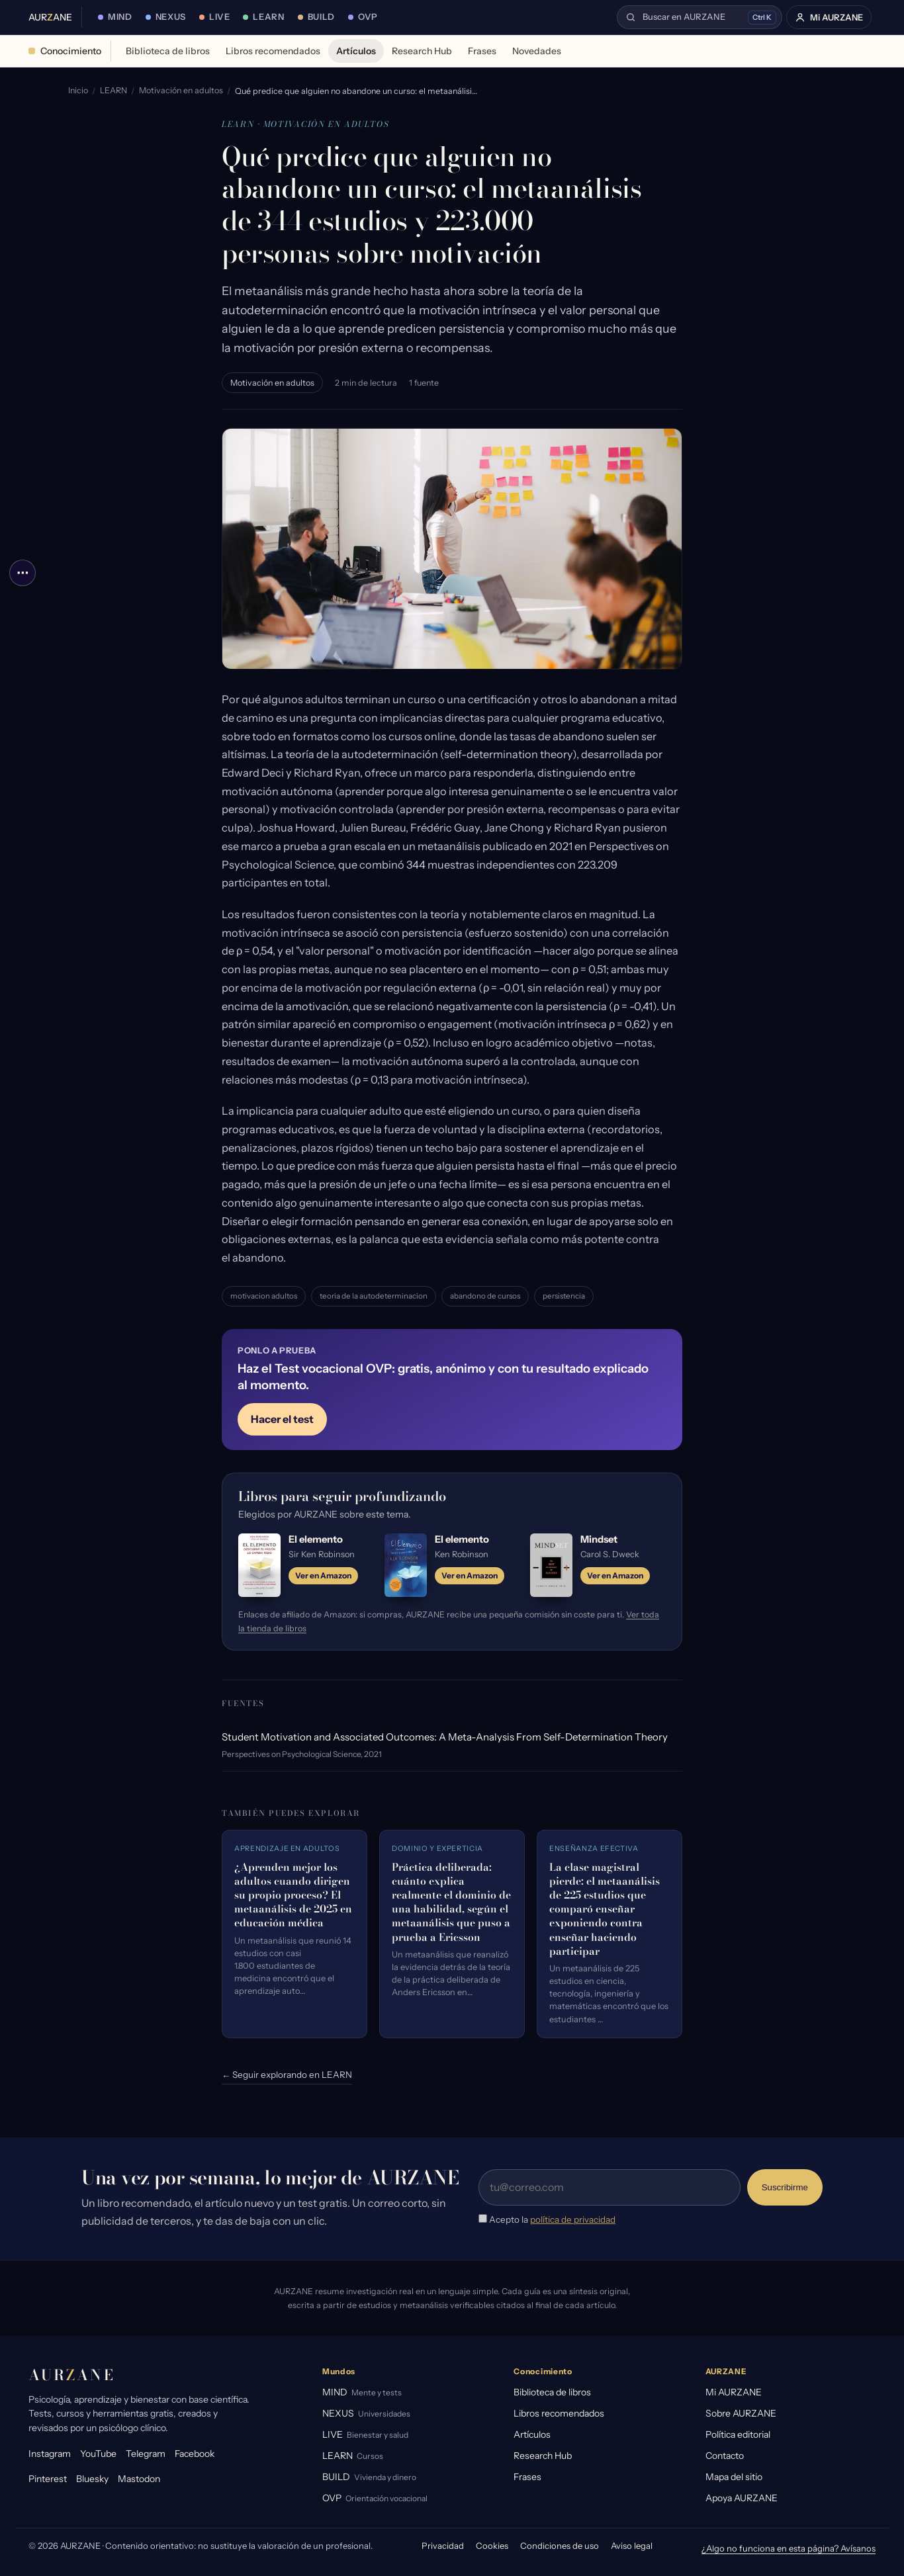 AURZANE
MIND
NEXUS
LIVE
LEARN
BUILD
OVP
Buscar en AURZANE
Ctrl K
Mi AURZANE
Conocimiento
Biblioteca de libros
Libros recomendados
Artículos
Research Hub
Frases
Novedades
Inicio / LEARN / Motivación en adultos / Qué predice que alguien no abandone un curso: el metaanálisi...
LEARN · MOTIVACIÓN EN ADULTOS
Qué predice que alguien no
abandone un curso: el metaanálisis
de 344 estudios y 223.000
personas sobre motivación
El metaanálisis más grande hecho hasta ahora sobre la teoría de la
autodeterminación encontró que la motivación intrínseca y el valor personal que
alguien le da a lo que aprende predicen persistencia y compromiso mucho más que
la motivación por presión externa o recompensas.
Motivación en adultos
2 min de lectura
1 fuente
Por qué algunos adultos terminan un curso o una certificación y otros lo abandonan a mitad
de camino es una pregunta con implicancias directas para cualquier programa educativo,
sobre todo en formatos como los cursos online, donde las tasas de abandono suelen ser
altísimas. La teoría de la autodeterminación (self-determination theory), desarrollada por
Edward Deci y Richard Ryan, ofrece un marco para responderla, distinguiendo entre
motivación autónoma (aprender porque algo interesa genuinamente o se le encuentra valor
personal) y motivación controlada (aprender por presión externa, recompensas o para evitar
culpa). Joshua Howard, Julien Bureau, Frédéric Guay, Jane Chong y Richard Ryan pusieron
ese marco a prueba a gran escala en un metaanálisis publicado en 2021 en Perspectives on
Psychological Science, que combinó 344 muestras independientes con 223.209
participantes en total.
Los resultados fueron consistentes con la teoría y notablemente claros en magnitud. La
motivación intrínseca se asoció con persistencia (esfuerzo sostenido) con una correlación
de ρ = 0,54, y el "valor personal" o motivación por identificación —hacer algo porque se alinea
con las propias metas, aunque no sea placentero en el momento— con ρ = 0,51; ambas muy
por encima de la motivación por regulación externa (ρ = -0,01, sin relación real) y muy por
encima de la amotivación, que se relacionó negativamente con la persistencia (ρ = -0,41). Un
patrón similar apareció en compromiso o engagement (motivación intrínseca ρ = 0,62) y en
bienestar durante el aprendizaje (ρ = 0,52). Incluso en logro académico objetivo —notas,
resultados de examen— la motivación autónoma superó a la controlada, aunque con
relaciones más modestas (ρ = 0,13 para motivación intrínseca).
La implicancia para cualquier adulto que esté eligiendo un curso, o para quien diseña
programas educativos, es que la fuerza de voluntad y la disciplina externa (recordatorios,
penalizaciones, plazos rígidos) tienen un techo bajo para sostener el aprendizaje en el
tiempo. Lo que predice con más fuerza que alguien persista hasta el final —más que el precio
pagado, más que la presión de un jefe o una fecha límite— es si esa persona encuentra en el
contenido algo genuinamente interesante o algo que conecta con sus propias metas.
Diseñar o elegir formación pensando en generar esa conexión, en lugar de apoyarse solo en
obligaciones externas, es la palanca que esta evidencia señala como más potente contra
el abandono.
motivacion adultos
teoria de la autodeterminacion
abandono de cursos
persistencia
PONLO A PRUEBA
Haz el Test vocacional OVP: gratis, anónimo y con tu resultado explicado
al momento.
Hacer el test
Libros para seguir profundizando
Elegidos por AURZANE sobre este tema.
EL ELEMENTO
El elemento
Sir Ken Robinson
Ver en Amazon
El elemento
Ken Robinson
Ver en Amazon
Mindset
Carol S. Dweck
Ver en Amazon
Enlaces de afiliado de Amazon: si compras, AURZANE recibe una pequeña comisión sin coste para ti. Ver toda
la tienda de libros
FUENTES
Student Motivation and Associated Outcomes: A Meta-Analysis From Self-Determination Theory
Perspectives on Psychological Science, 2021
TAMBIÉN PUEDES EXPLORAR
APRENDIZAJE EN ADULTOS
¿Aprenden mejor los
adultos cuando dirigen
su propio proceso? El
metaanálisis de 2025 en
educación médica
Un metaanálisis que reunió 14
estudios con casi
1.800 estudiantes de
medicina encontró que el
aprendizaje auto...
DOMINIO Y EXPERTICIA
Práctica deliberada:
cuánto explica
realmente el dominio de
una habilidad, según el
metaanálisis que puso a
prueba a Ericsson
Un metaanálisis que reanalizó
la evidencia detrás de la teoría
de la práctica deliberada de
Anders Ericsson en...
ENSEÑANZA EFECTIVA
La clase magistral
pierde: el metaanálisis
de 225 estudios que
comparó enseñar
exponiendo contra
enseñar haciendo
participar
Un metaanálisis de 225
estudios en ciencia,
tecnología, ingeniería y
matemáticas encontró que los
estudiantes ...
← Seguir explorando en LEARN
Una vez por semana, lo mejor de AURZANE
Un libro recomendado, el artículo nuevo y un test gratis. Un correo corto, sin
publicidad de terceros, y te das de baja con un clic.
tu@correo.com
Suscribirme
Acepto la política de privacidad
AURZANE resume investigación real en un lenguaje simple. Cada guía es una síntesis original,
escrita a partir de estudios y metaanálisis verificables citados al final de cada artículo.
AURZANE
Psicología, aprendizaje y bienestar con base científica.
Tests, cursos y herramientas gratis, creados y
revisados por un psicólogo clínico.
Instagram YouTube Telegram Facebook
Pinterest Bluesky Mastodon
Mundos
MIND Mente y tests
NEXUS Universidades
LIVE Bienestar y salud
LEARN Cursos
BUILD Vivienda y dinero
OVP Orientación vocacional
Conocimiento
Biblioteca de libros
Libros recomendados
Artículos
Research Hub
Frases
AURZANE
Mi AURZANE
Sobre AURZANE
Política editorial
Contacto
Mapa del sitio
Apoya AURZANE
© 2026 AURZANE · Contenido orientativo: no sustituye la valoración de un profesional.
Privacidad
Cookies
Condiciones de uso
Aviso legal
¿Algo no funciona en esta página? Avísanos